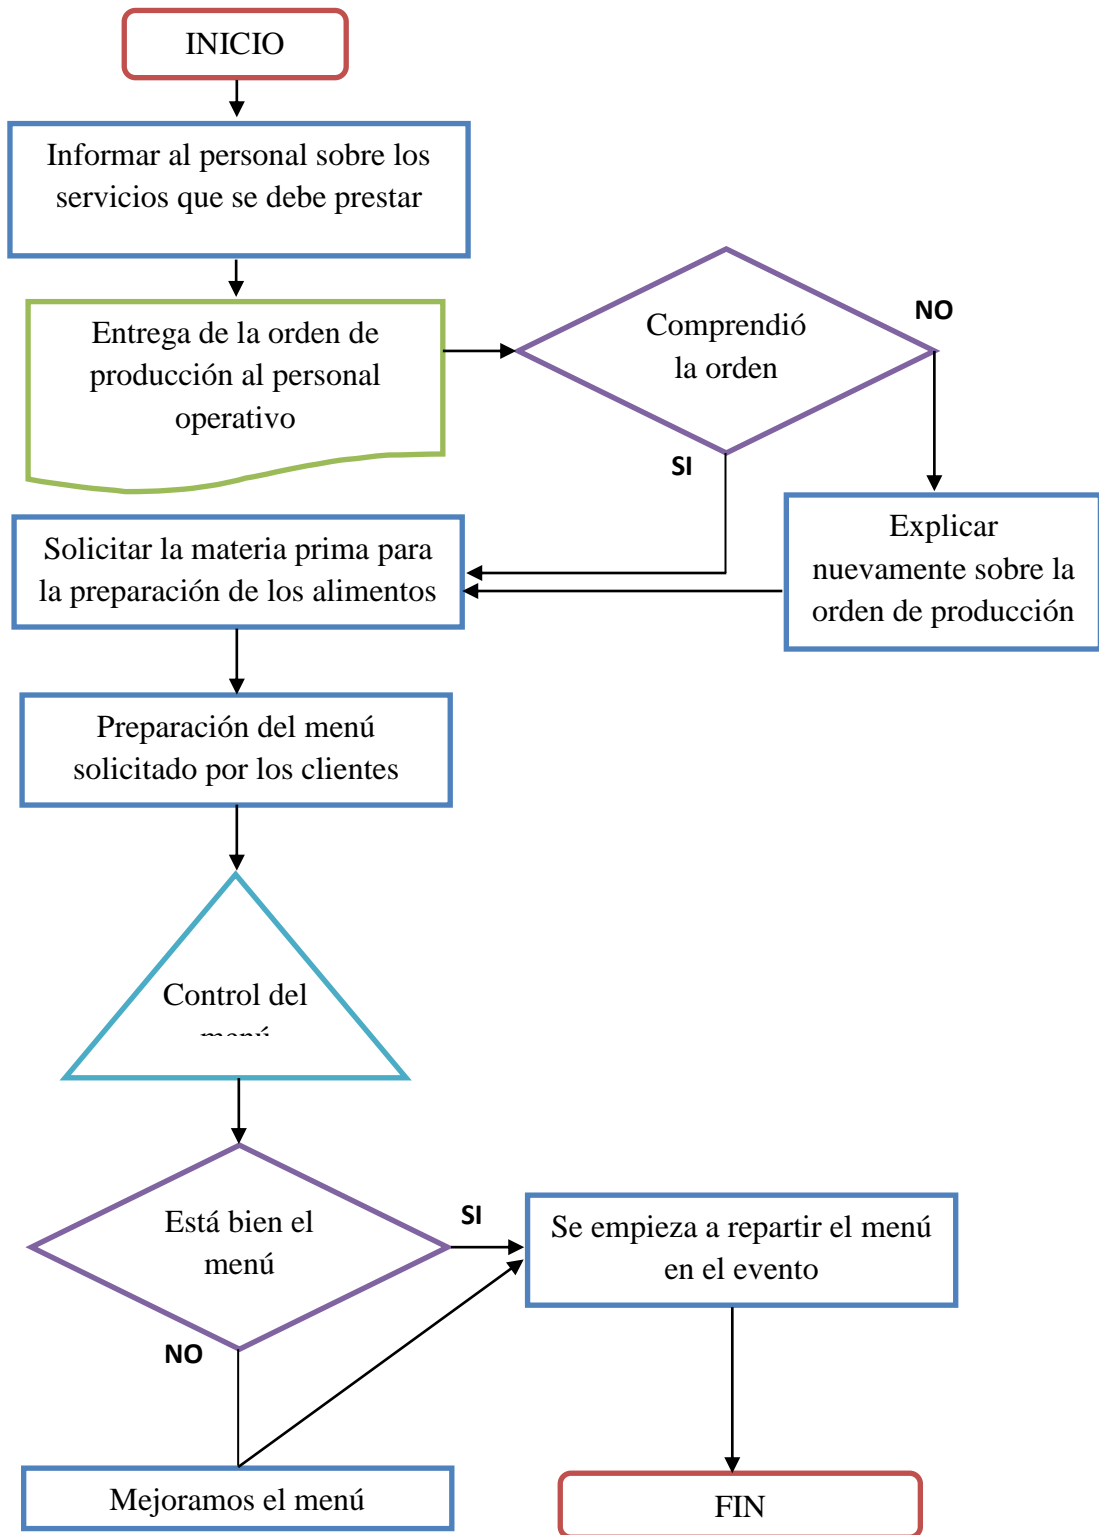 INICIO
Informar al personal sobre los
servicios que se debe prestar
Entrega de la orden de
producción al personal
operativo
Comprendió
la orden
NO
SI
Explicar
nuevamente sobre la
orden de producción
Solicitar la materia prima para
la preparación de los alimentos
Preparación del menú
solicitado por los clientes
Control del
menú
Está bien el
menú
SI
NO
Se empieza a repartir el menú
en el evento
Mejoramos el menú
FIN